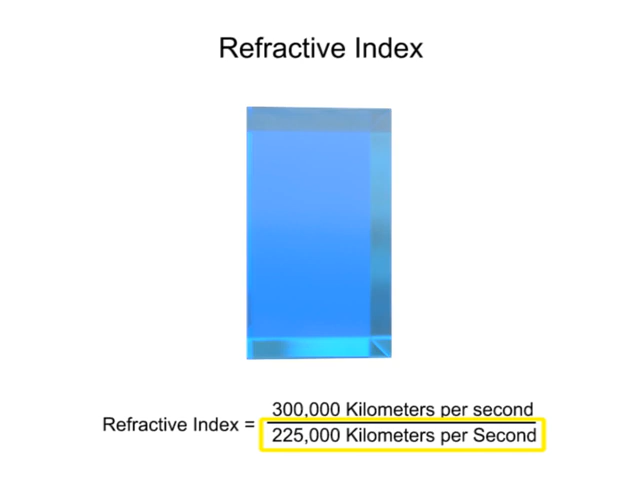 Refractive Index
300,000 Kilometers per second
Refractive Index =
225,000 Kilometers per Second